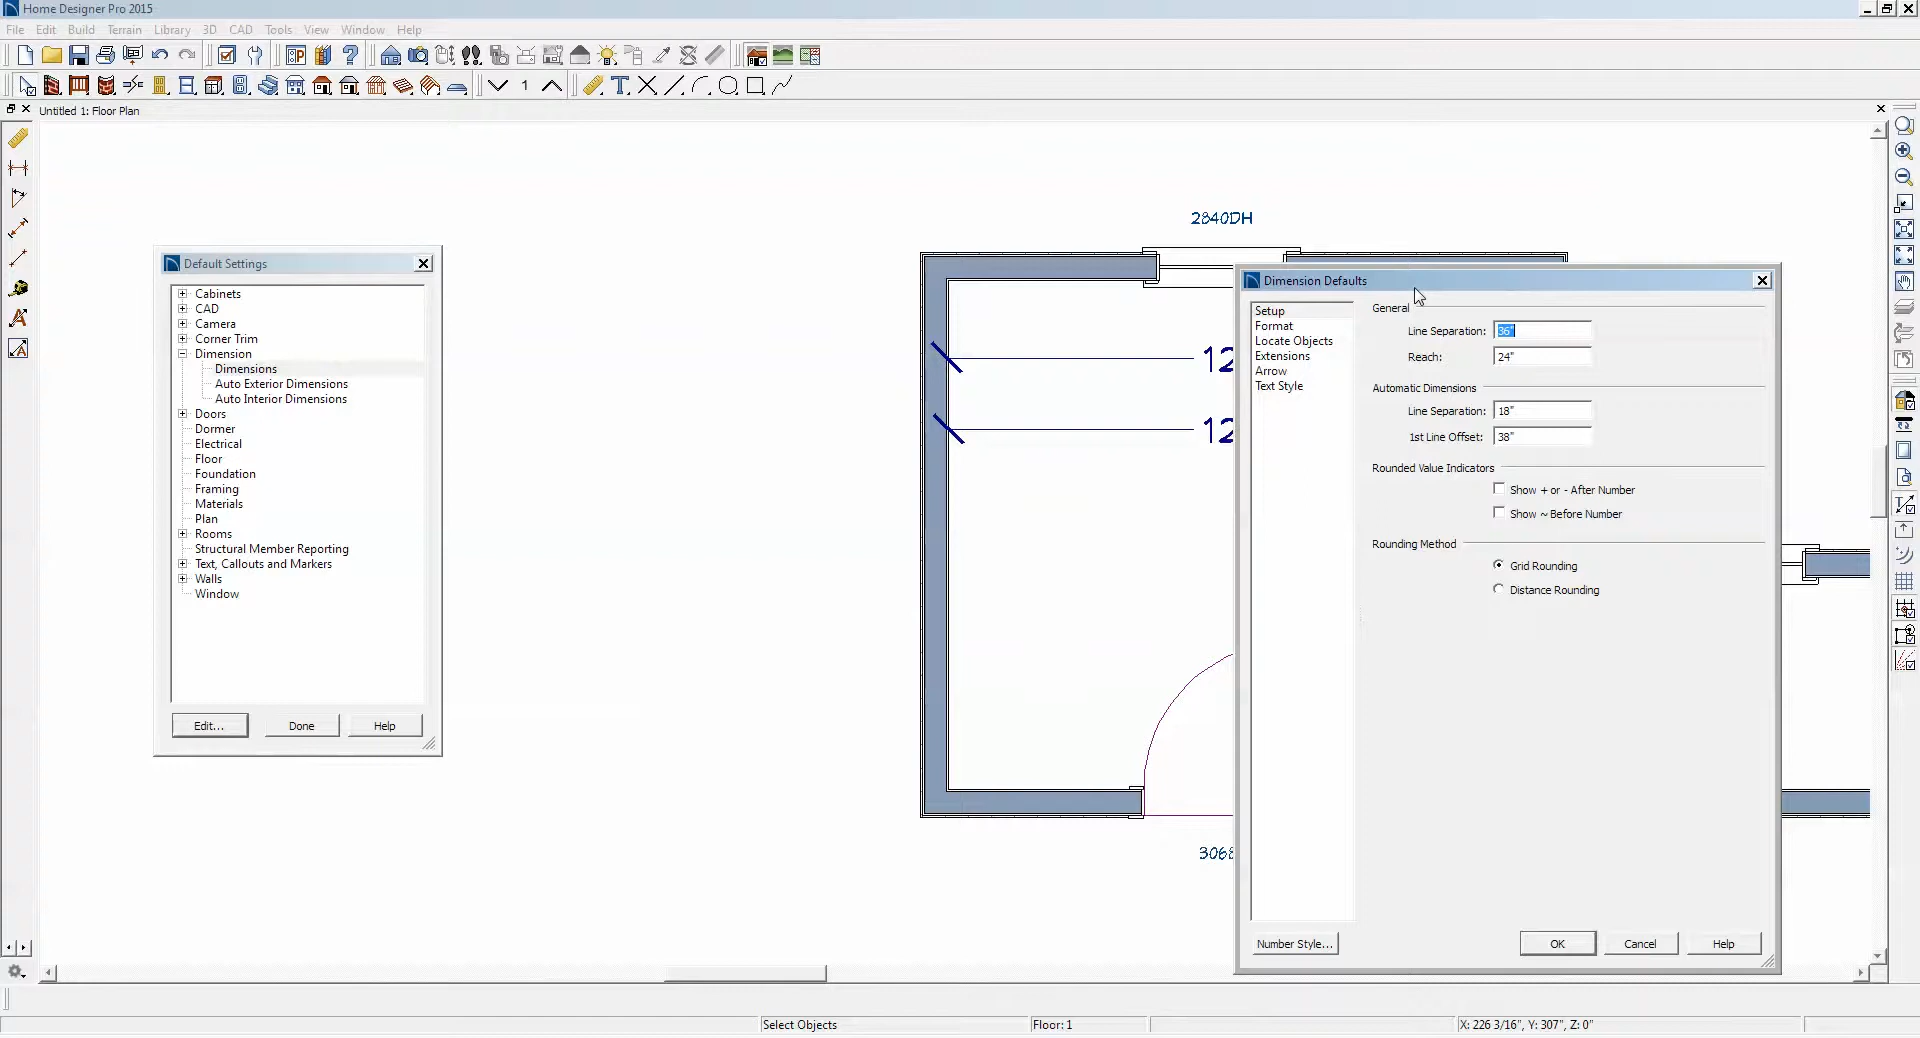 Home Designer Pro 2015
File Edit Build Terrain Library 3D CAD Tools View Window Help
1
Untitled 1: Floor Plan
2840DH
Default Settings
Cabinets
CAD
Camera
Corner Trim
Dimension
Dimensions
Auto Exterior Dimensions
Auto Interior Dimensions
Doors
Dormer
Electrical
Floor
Foundation
Framing
Materials
Plan
Rooms
Structural Member Reporting
Text, Callouts and Markers
Walls
Window
Edit... Done Help
12
12
306
Dimension Defaults
Setup
Format
Locate Objects
Extensions
Arrow
Text Style
General
Line Separation: 36"
Reach: 24"
Automatic Dimensions
Line Separation: 18"
1st Line Offset: 38"
Rounded Value Indicators
Show + or - After Number
Show ~ Before Number
Rounding Method
Grid Rounding
Distance Rounding
Number Style... OK Cancel Help
Select Objects Floor: 1 X: 226 3/16", Y: 307", Z: 0"